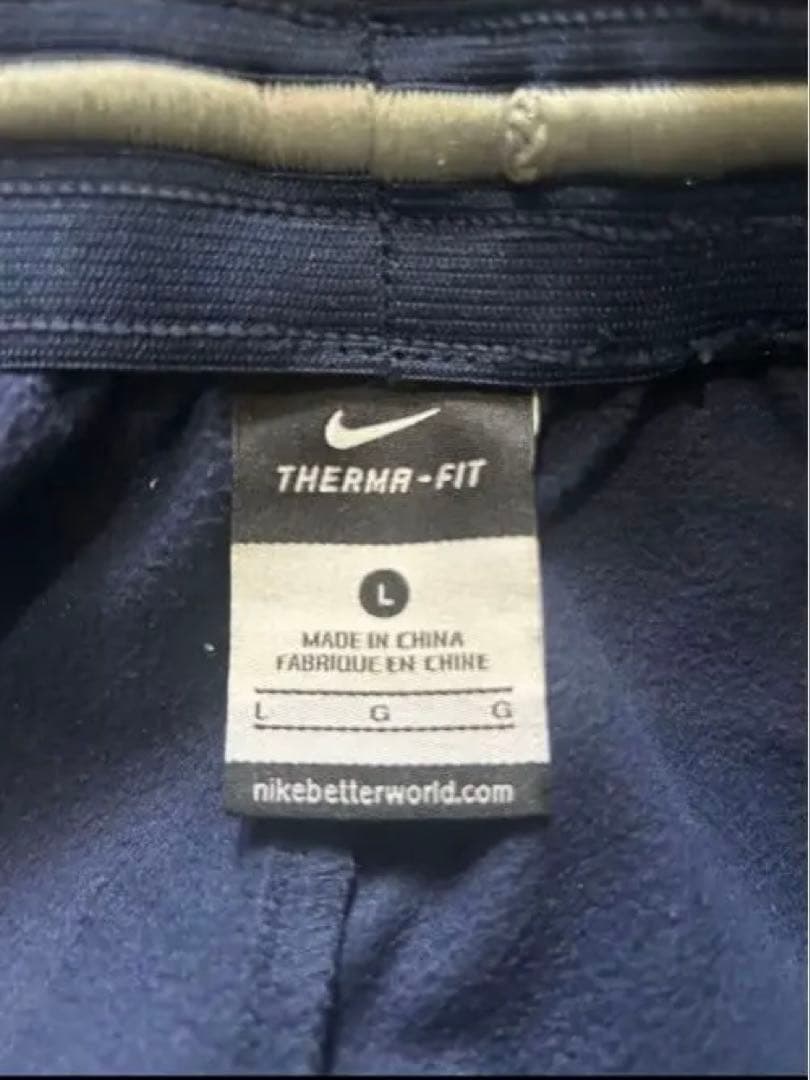 THERMA-FIT
L
MADE IN CHINA
FABRIQUE EN CHINE
L G G
nikebetterworld.com